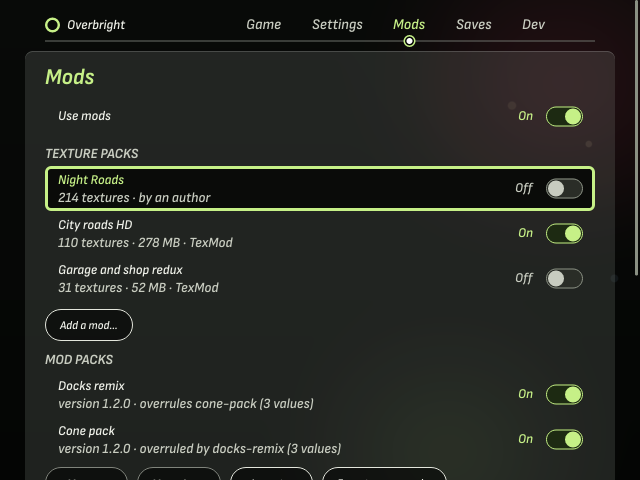 Overbright
Game
Settings
Mods
Saves
Dev
Mods
Use mods
On
TEXTURE PACKS
Night Roads
214 textures · by an author
Off
City roads HD
110 textures · 278 MB · TexMod
On
Garage and shop redux
31 textures · 52 MB · TexMod
Off
Add a mod...
MOD PACKS
Docks remix
version 1.2.0 · overrules cone-pack (3 values)
On
Cone pack
version 1.2.0 · overruled by docks-remix (3 values)
On